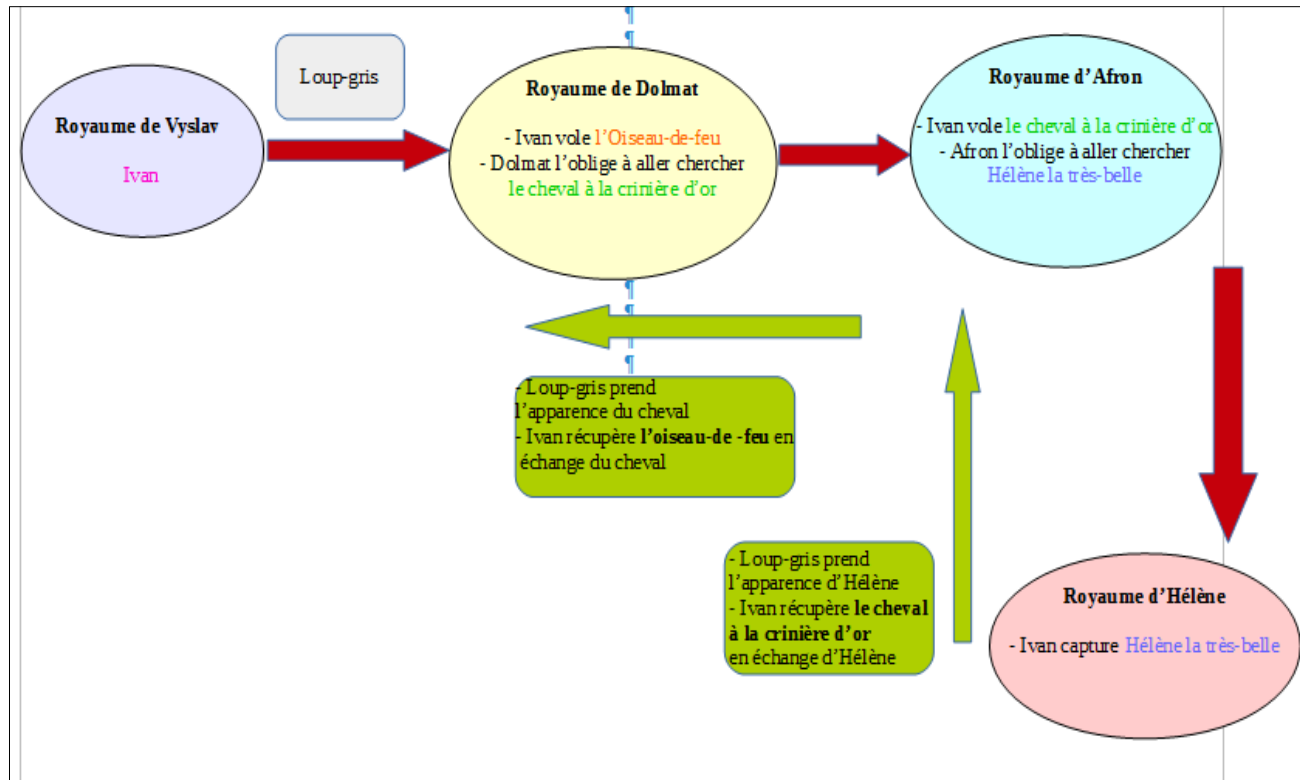 Royaume de Vyslav
Ivan
Loup-gris
Royaume de Dolmat
- Ivan vole l'Oiseau-de-feu
- Dolmat l'oblige à aller chercher
le cheval à la crinière d'or
Royaume d'Afron
- Ivan vole le cheval à la crinière d'or
- Afron l'oblige à aller chercher
Hélène la très-belle
¶
¶
¶
¶
¶
¶
- Loup-gris prend
l'apparence du cheval
- Ivan récupère l'oiseau-de -feu en
échange du cheval
- Loup-gris prend
l'apparence d'Hélène
- Ivan récupère le cheval
à la crinière d'or
en échange d'Hélène
Royaume d'Hélène
- Ivan capture Hélène la très-belle